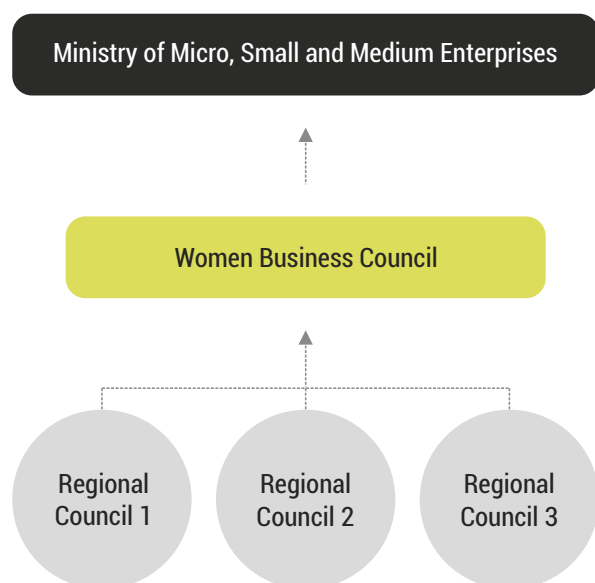 Ministry of Micro, Small and Medium Enterprises
Women Business Council
Regional
Council 1
Regional
Council 2
Regional
Council 3